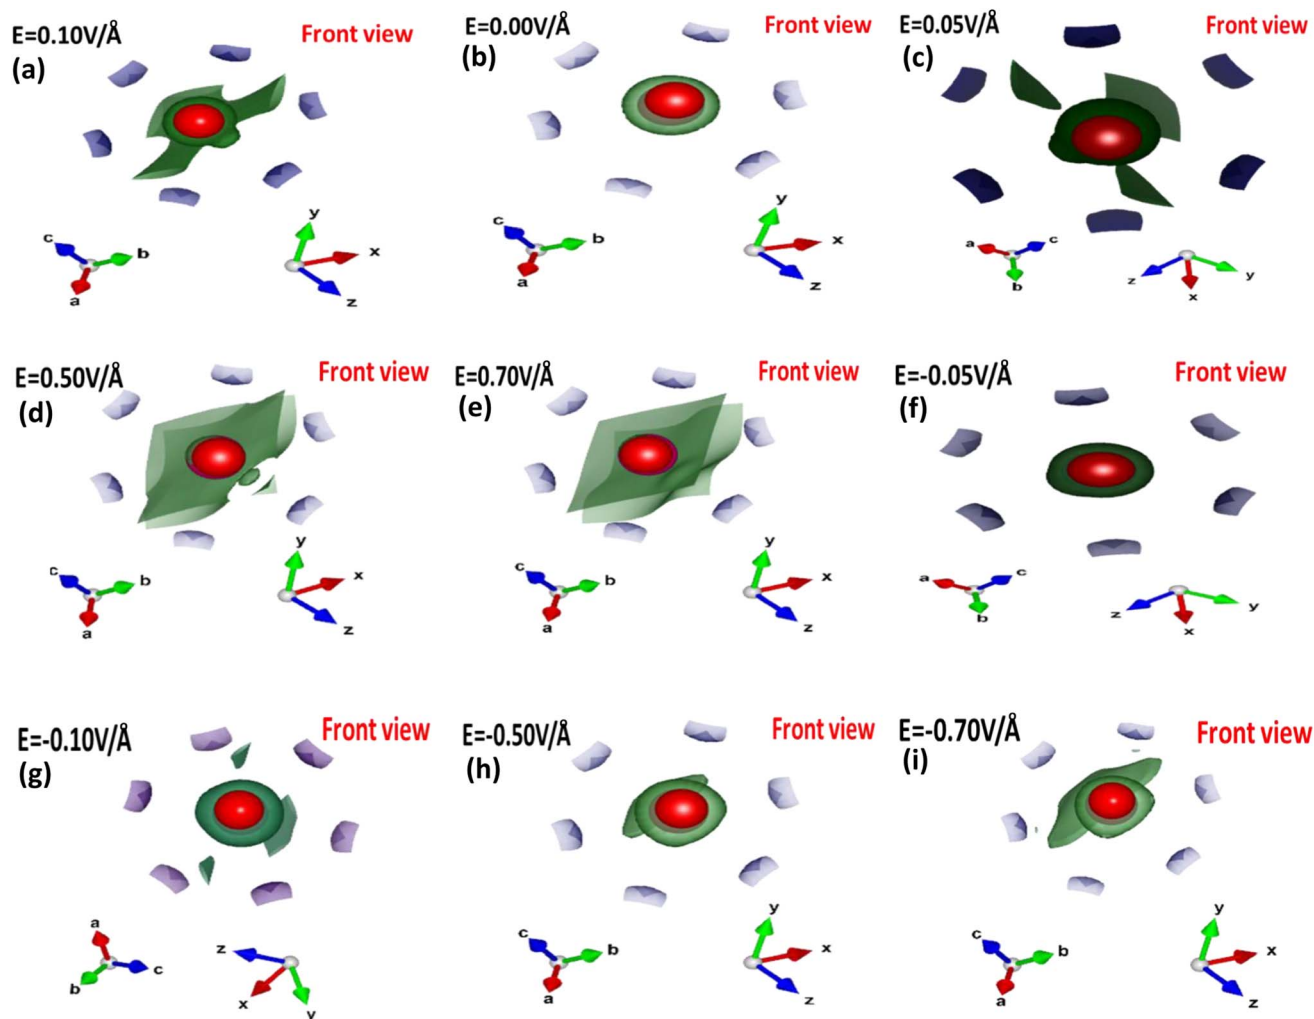 E=0.10V/Å Front view
(a)
c b a
y x z
E=0.00V/Å Front view
(b)
c b a
y x z
E=0.05V/Å Front view
(c)
a c b
z y x
E=0.50V/Å Front view
(d)
c b a
y x z
E=0.70V/Å Front view
(e)
c b a
y x z
E=-0.05V/Å Front view
(f)
a c b
z y x
E=-0.10V/Å Front view
(g)
a b c
z x y
E=-0.50V/Å Front view
(h)
c b a
y x z
E=-0.70V/Å Front view
(i)
c b a
y x z